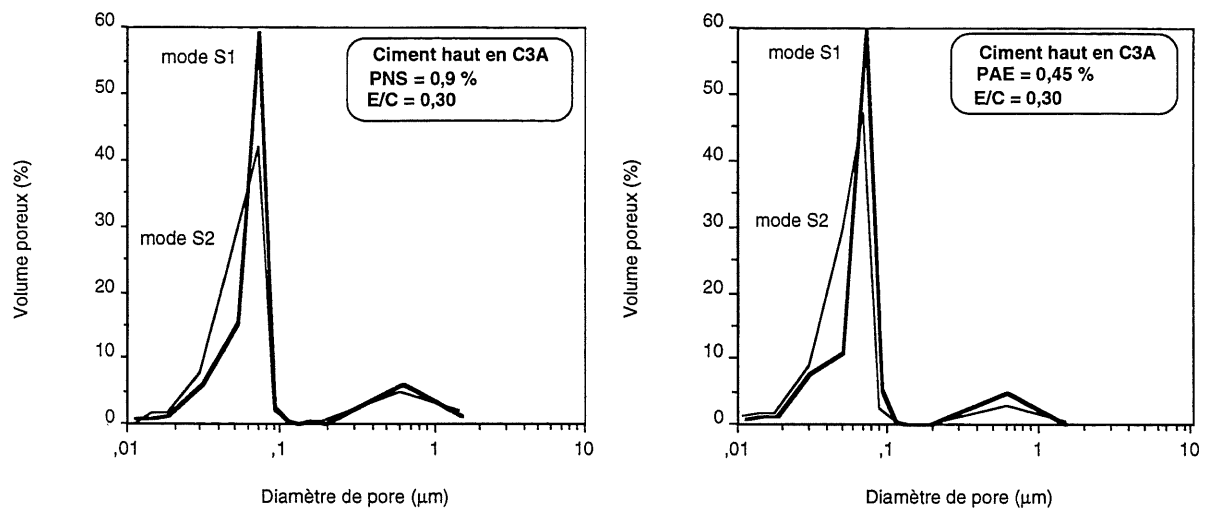 60
50
40
30
20
10
0
Volume poreux (%)
mode S1
mode S2
Ciment haut en C3A
PNS = 0,9 %
E/C = 0,30
,01
,1
1
10
Diamètre de pore (µm)
60
50
40
30
20
10
0
Volume poreux (%)
mode S1
mode S2
Ciment haut en C3A
PAE = 0,45 %
E/C = 0,30
,01
,1
1
10
Diamètre de pore (µm)